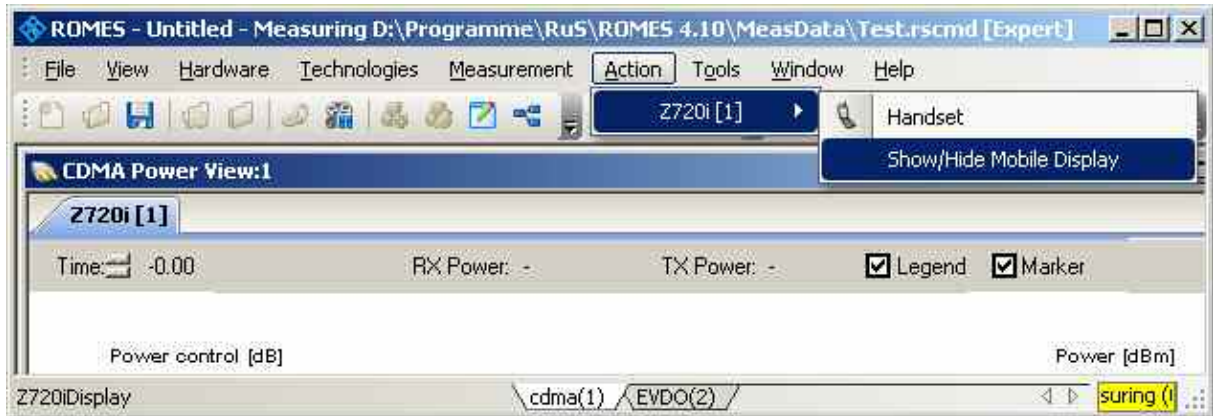 ROMES - Untitled - Measuring D:\Programme\RuS\ROMES 4.10\MeasData\Test.rscmd [Expert]
File View Hardware Technologies Measurement Action Tools Window Help
Z720i [1]
Handset
Show/Hide Mobile Display
CDMA Power View:1
Z720i [1]
Time: -0.00 RX Power: - TX Power: - Legend Marker
Power control [dB] Power [dBm]
Z720iDisplay cdma(1) EVDO(2) suring (